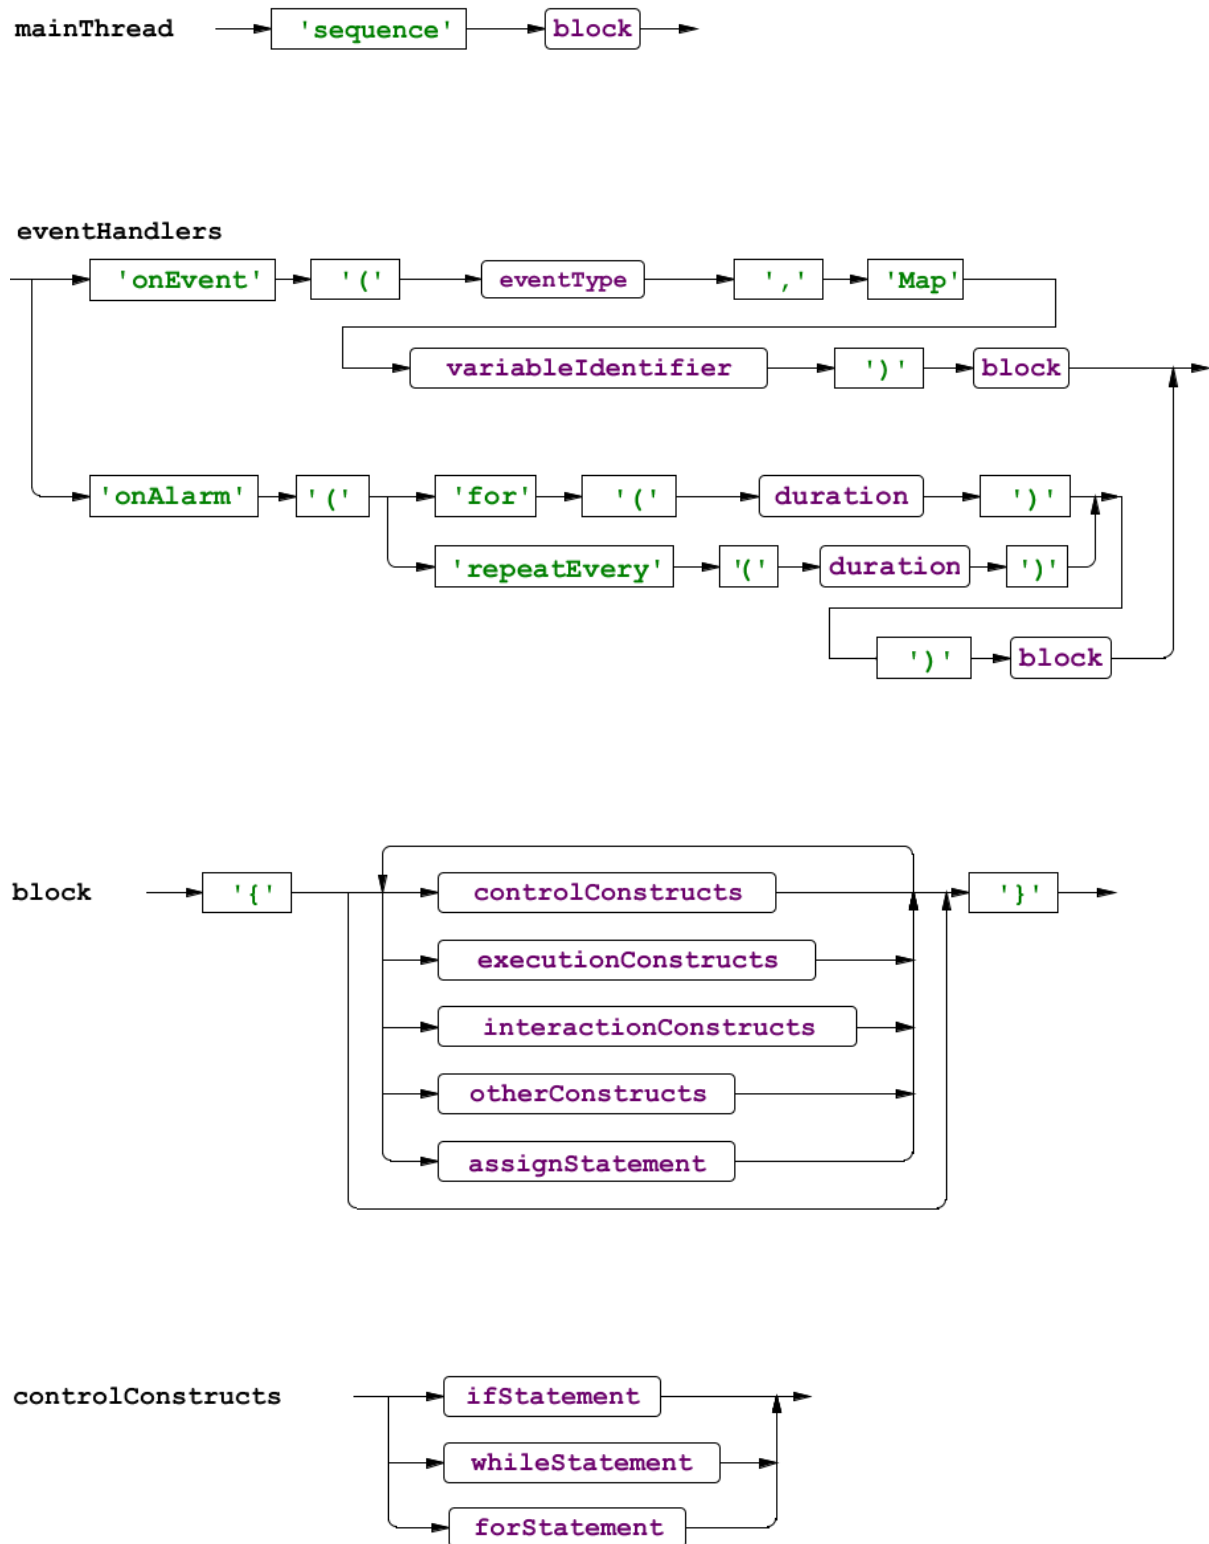 mainThread 'sequence' block
eventHandlers
'onEvent' '(' eventType ',' 'Map'
variableIdentifier ')' block
'onAlarm' '(' 'for' '(' duration ')'
'repeatEvery' '(' duration ')'
')' block
block '{' controlConstructs '}'
executionConstructs
interactionConstructs
otherConstructs
assignStatement
controlConstructs ifStatement
whileStatement
forStatement